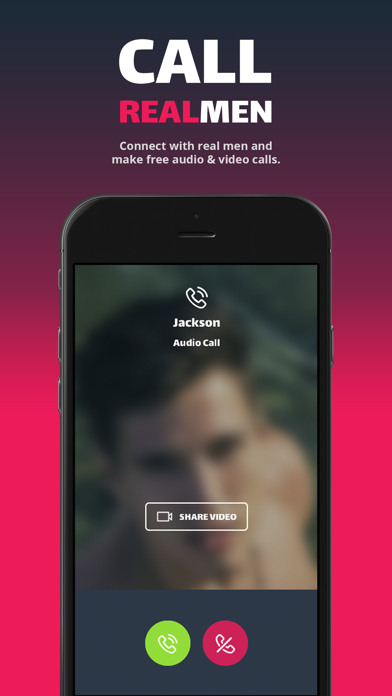 CALL
REALMEN
Connect with real men and
make free audio & video calls.
Jackson
Audio Call
SHARE VIDEO